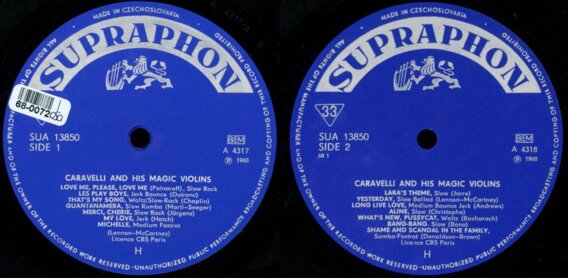 MADE IN CZECHOSLOVAKIA
SUPRAPHON
68-00720
SUA 13850
SIDE 1
BIEM
A 4317
℗ 1968
CARAVELLI AND HIS MAGIC VIOLINS
LOVE ME, PLEASE, LOVE ME (Polnareff), Slow Rock
LES PLAY BOYS, Jerk Bounce (Dutronc)
THAT'S MY SONG, Waltz/Slow-Rock (Chaplin)
GUANTANAMERA, Slow Rumba (Marti-Seeger)
MERCI, CHERIE, Slow Rock (Jürgens)
MY LOVE, Jerk (Hatch)
MICHELLE, Medium Foxtrot
(Lennon-McCartney)
Licence CBS Paris
H
ALL RIGHTS OF THE MANUFACTURER AND OF THE OWNER OF THE RECORDED WORK RESERVED · UNAUTHORIZED PUBLIC PERFORMANCE BROADCASTING AND COPYING OF THIS RECORD PROHIBITED
MADE IN CZECHOSLOVAKIA
SUPRAPHON
33
SUA 13850
SIDE 2
68 1
BIEM
A 4318
℗ 1968
CARAVELLI AND HIS MAGIC VIOLINS
LARA'S THEME, Slow (Jarre)
YESTERDAY, Slow Ballad (Lennon-McCartney)
LONG LIVE LOVE, Medium Bounce Jerk (Andrews)
ALINE, Slow (Christophe)
WHAT'S NEW, PUSSYCAT, Waltz (Bacharach)
BANG-BANG, Slow (Bono)
SHAME AND SCANDAL IN THE FAMILY,
Samba-Foxtrot (Donaldson-Brown)
Licence CBS Paris
H
ALL RIGHTS OF THE MANUFACTURER AND OF THE OWNER OF THE RECORDED WORK RESERVED · UNAUTHORIZED PUBLIC PERFORMANCE BROADCASTING AND COPYING OF THIS RECORD PROHIBITED